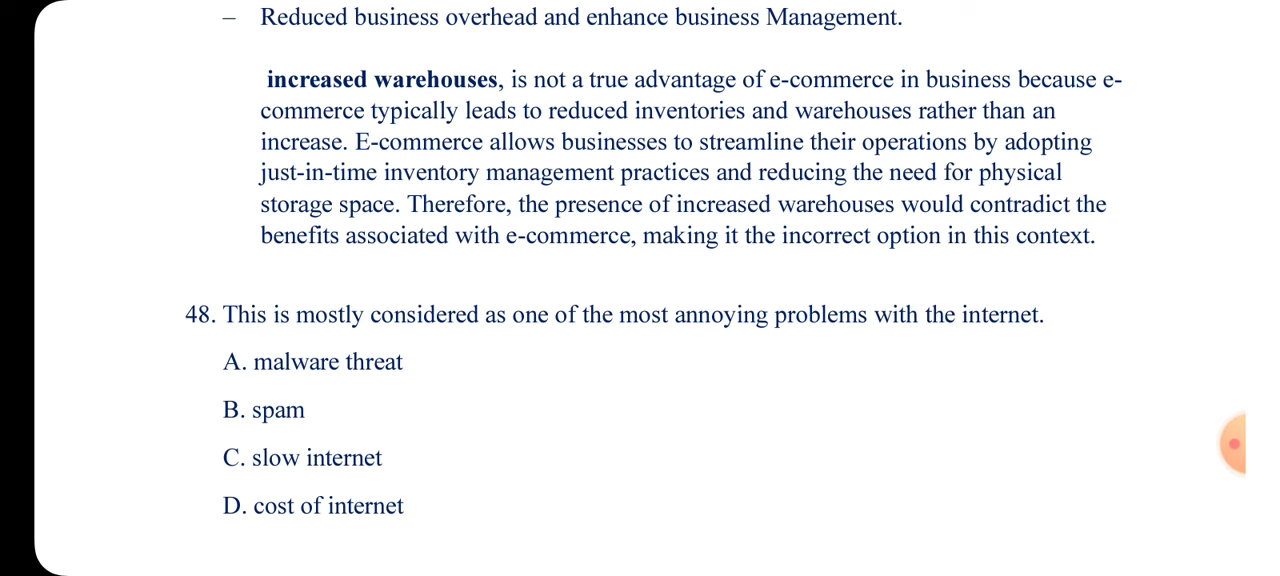 – Reduced business overhead and enhance business Management.
increased warehouses, is not a true advantage of e-commerce in business because e-
commerce typically leads to reduced inventories and warehouses rather than an
increase. E-commerce allows businesses to streamline their operations by adopting
just-in-time inventory management practices and reducing the need for physical
storage space. Therefore, the presence of increased warehouses would contradict the
benefits associated with e-commerce, making it the incorrect option in this context.
48. This is mostly considered as one of the most annoying problems with the internet.
A. malware threat
B. spam
C. slow internet
D. cost of internet